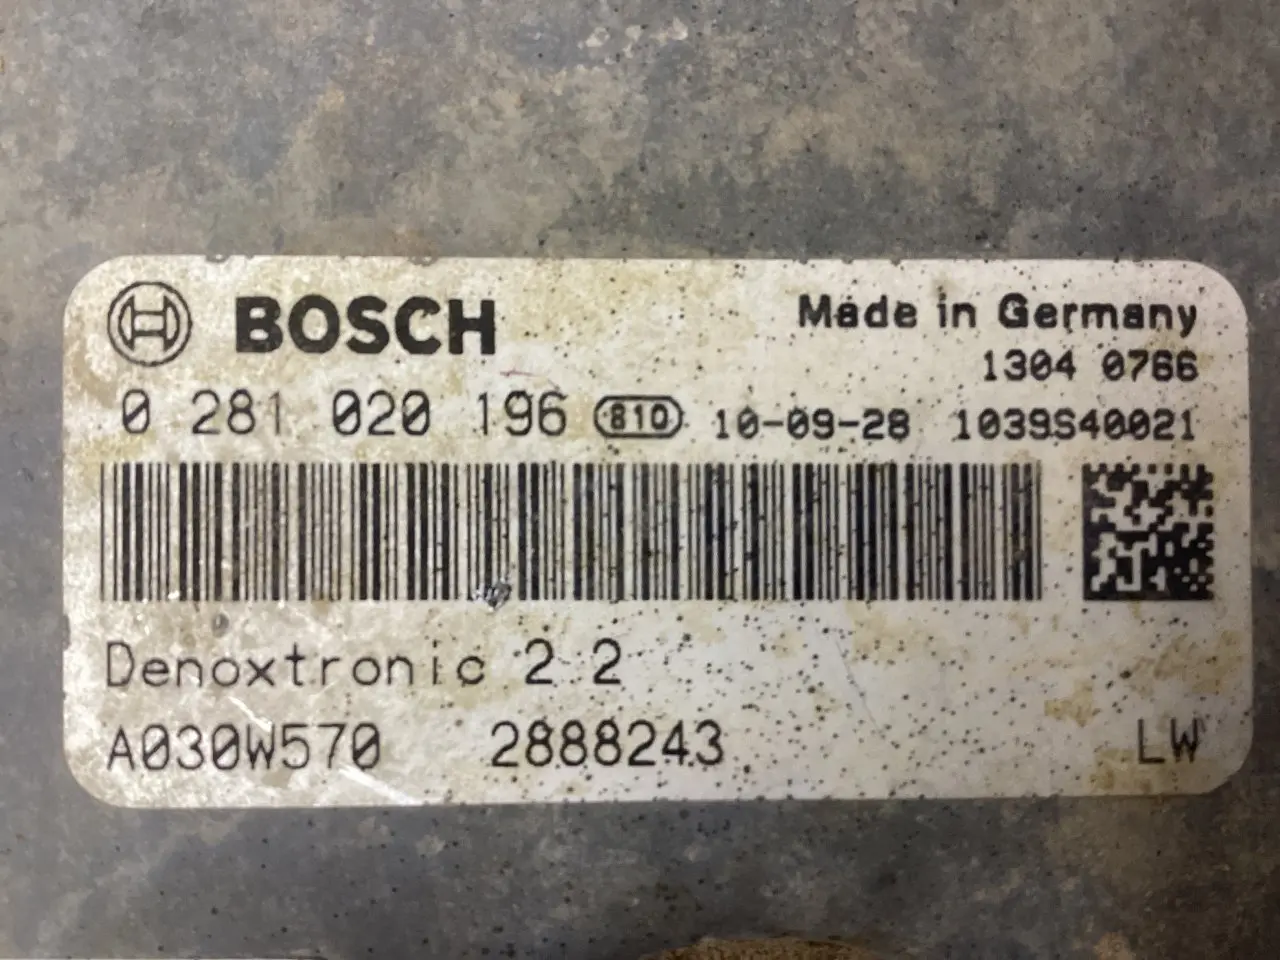 BOSCH
Made in Germany
1304 0766
0 281 020 196 810 10-09-28 1039S40021
Denoxtronic 2.2
A030W570 2888243 LW